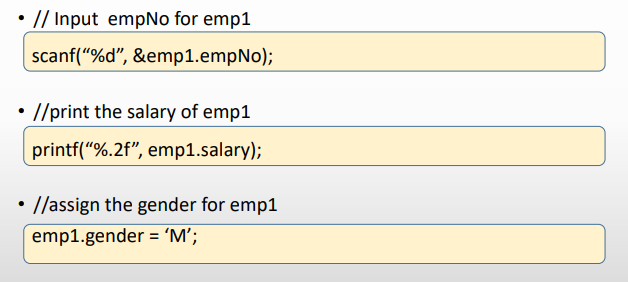 • // Input  empNo for emp1
scanf(“%d”, &emp1.empNo);
• //print the salary of emp1
printf(“%.2f”, emp1.salary);
• //assign the gender for emp1
emp1.gender = ‘M’;